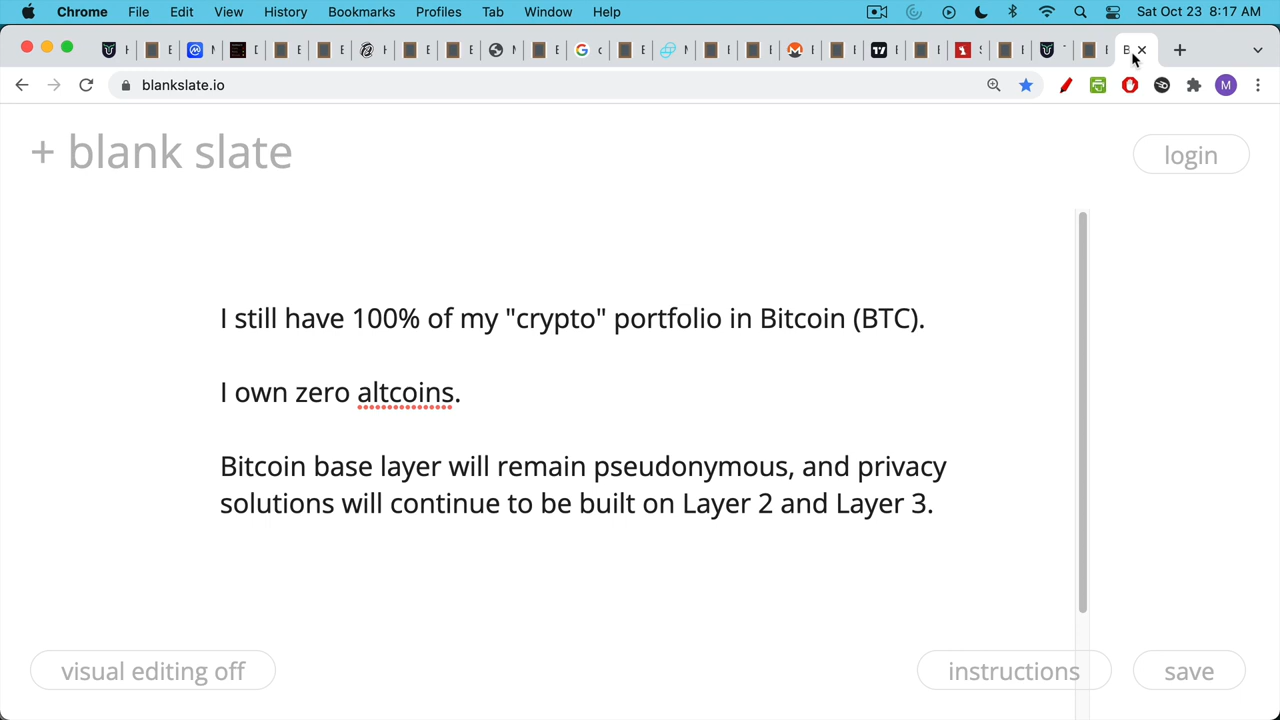 Chrome File Edit View History Bookmarks Profiles Tab Window Help Sat Oct 23 8:17 AM
blankslate.io M
+ blank slate
login
I still have 100% of my "crypto" portfolio in Bitcoin (BTC).
I own zero altcoins.
Bitcoin base layer will remain pseudonymous, and privacy
solutions will continue to be built on Layer 2 and Layer 3.
visual editing off instructions save